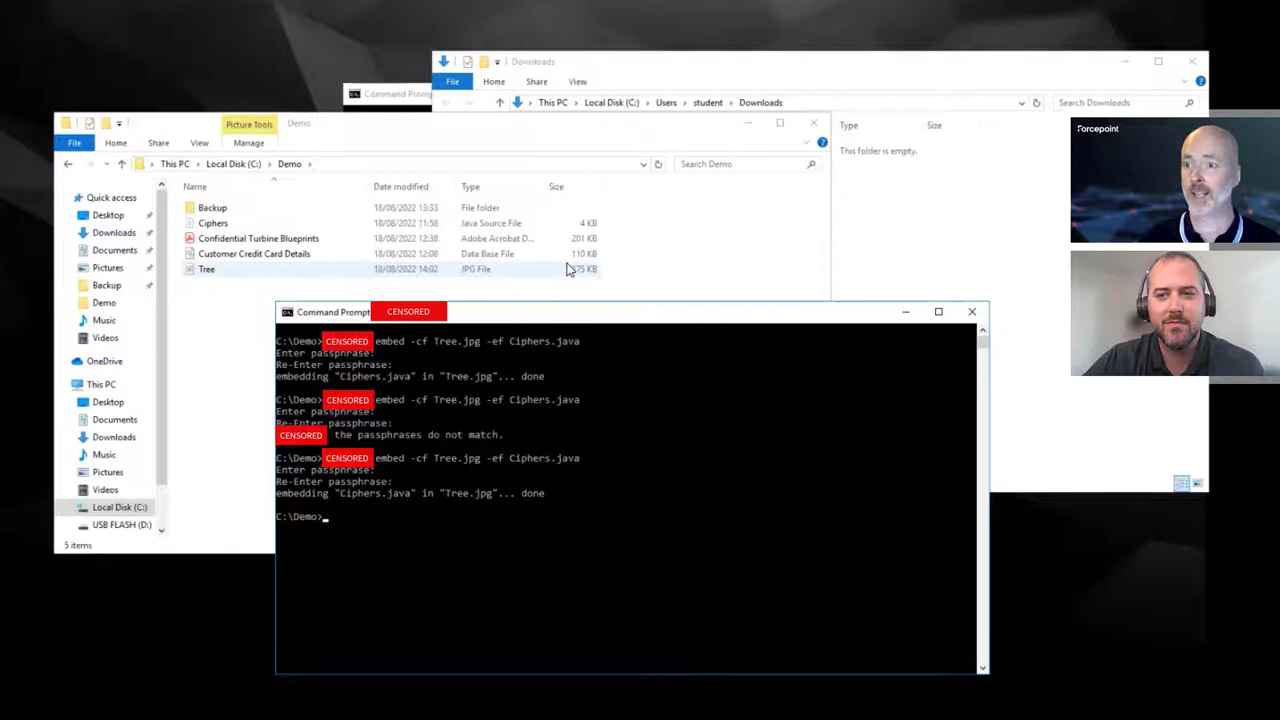 Downloads
File
Home
Share
View
This PC
Local Disk (C:)
Users
student
Downloads
Search Downloads
Type
Size
This folder is empty.
Command Promp
Picture Tools
Demo
File
Home
Share
View
Manage
This PC
Local Disk (C:)
Demo
Search Demo
Name
Date modified
Type
Size
Backup
18/08/2022 13:33
File folder
Ciphers
18/08/2022 11:58
Java Source File
4 KB
Confidential Turbine Blueprints
18/08/2022 12:38
Adobe Acrobat D...
201 KB
Customer Credit Card Details
18/08/2022 12:08
Data Base File
110 KB
Tree
18/08/2022 14:02
JPG File
KB
Quick access
Desktop
Downloads
Documents
Pictures
Backup
Demo
Music
Videos
OneDrive
This PC
Desktop
Documents
Downloads
Music
Pictures
Videos
Local Disk (C:)
USB FLASH (D:)
5 items
Forcepoint
Command Prompt
CENSORED
C:\Demo> CENSORED embed -cf Tree.jpg -ef Ciphers.java
Enter passphrase:
Re-Enter passphrase:
embedding "Ciphers.java" in "Tree.jpg"... done
C:\Demo> CENSORED embed -cf Tree.jpg -ef Ciphers.java
Enter passphrase:
Re-Enter passphrase:
CENSORED the passphrases do not match.
C:\Demo> CENSORED embed -cf Tree.jpg -ef Ciphers.java
Enter passphrase:
Re-Enter passphrase:
embedding "Ciphers.java" in "Tree.jpg"... done
C:\Demo>